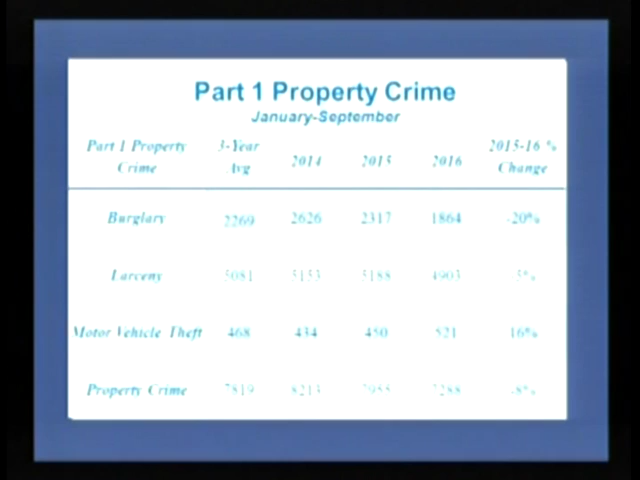 Part 1 Property Crime
January-September
Part 1 Property Crime 3-Year Avg 2014 2015 2016 2015-16 % Change
Burglary 2269 2626 2317 1864 -20%
Larceny 5081 5153 5188 4903 -5%
Motor Vehicle Theft 468 434 450 521 16%
Property Crime 7819 8213 7955 7288 -8%